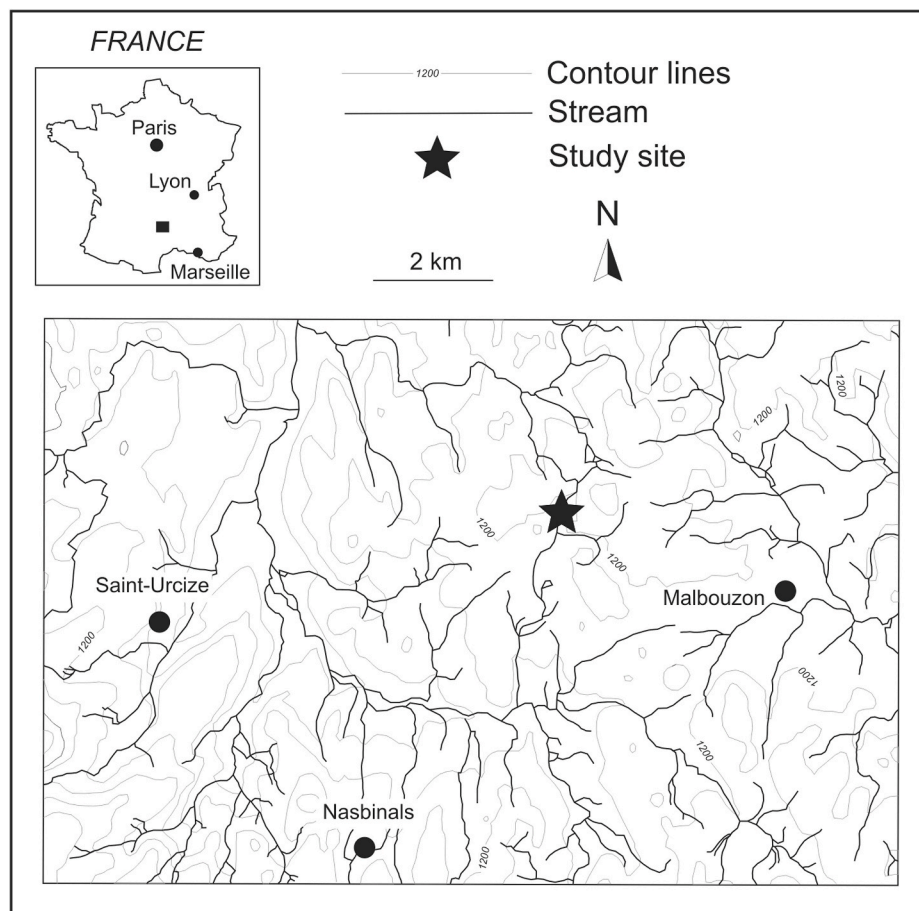 FRANCE
Paris
Lyon
Marseille
1200
Contour lines
Stream
Study site
2 km
N
1200
1200
1200
1200
Saint-Urcize
Malbouzon
1200
1200
1200
Nasbinals
1200